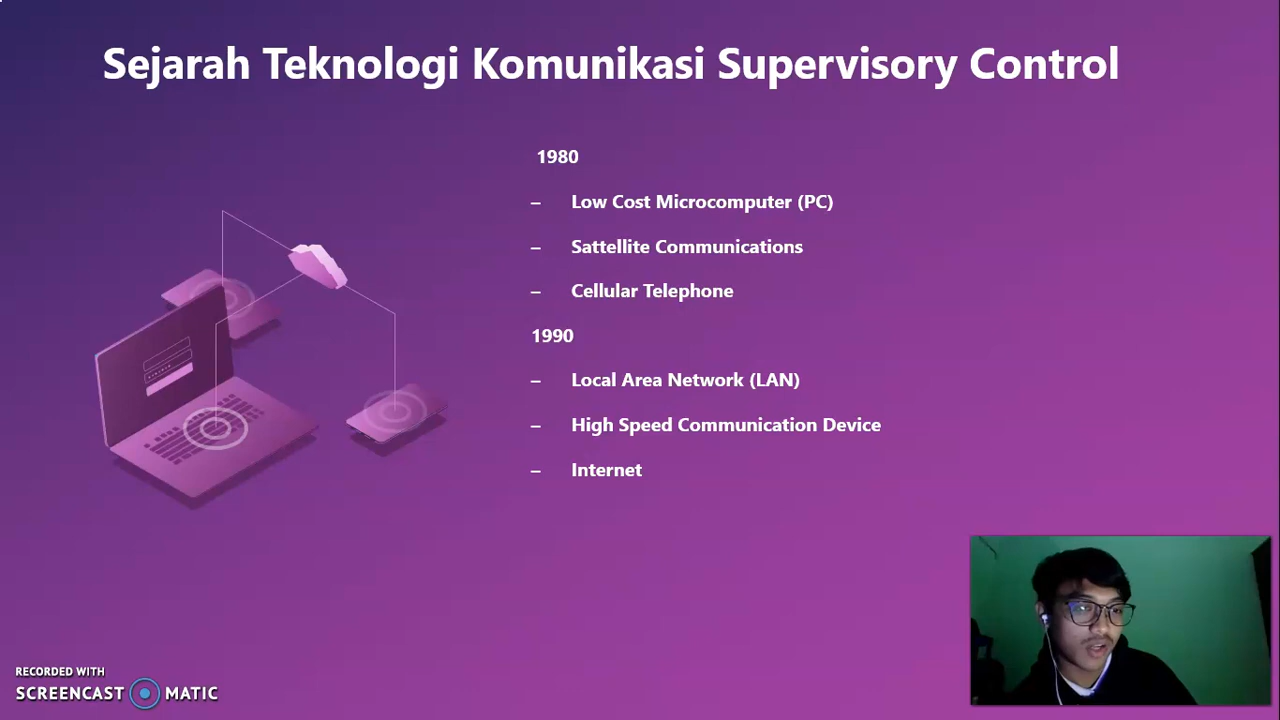 Sejarah Teknologi Komunikasi Supervisory Control
1980
– Low Cost Microcomputer (PC)
– Sattellite Communications
– Cellular Telephone
1990
– Local Area Network (LAN)
– High Speed Communication Device
– Internet
RECORDED WITH
SCREENCAST MATIC